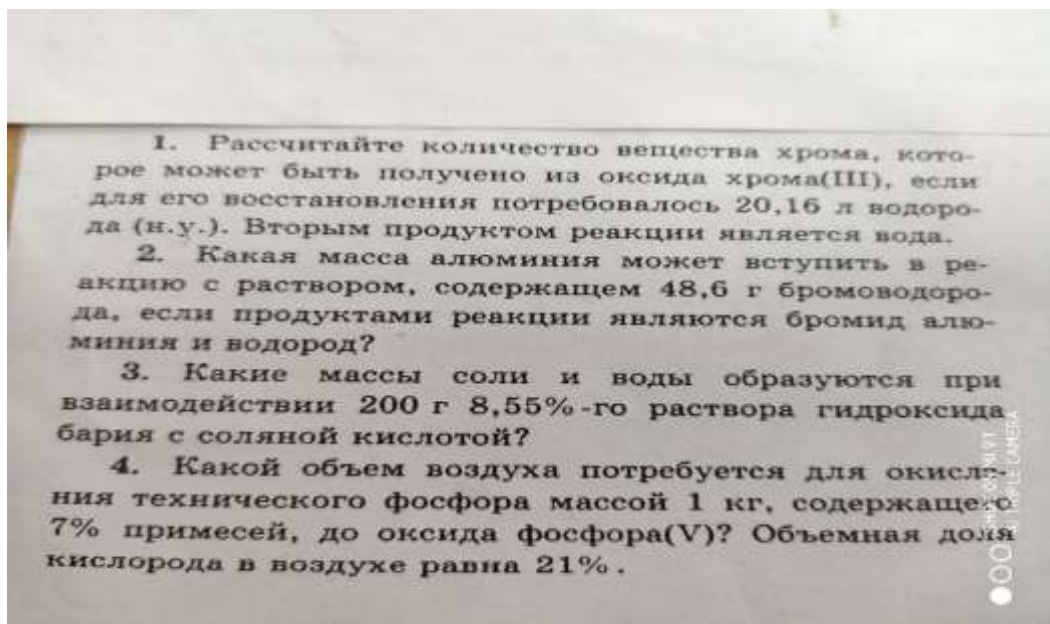 1. Рассчитайте количество вещества хрома, кото-
рое может быть получено из оксида хрома(III), если
для его восстановления потребовалось 20,16 л водоро-
да (н.у.). Вторым продуктом реакции является вода.
2. Какая масса алюминия может вступить в ре-
акцию с раствором, содержащем 48,6 г бромоводоро-
да, если продуктами реакции являются бромид алю-
миния и водород?
3. Какие массы соли и воды образуются при
взаимодействии 200 г 8,55%-го раствора гидроксида
бария с соляной кислотой?
4. Какой объем воздуха потребуется для окисле-
ния технического фосфора массой 1 кг, содержащего
7% примесей, до оксида фосфора(V)? Объемная доля
кислорода в воздухе равна 21%.
AI TRIPLE CAMERA